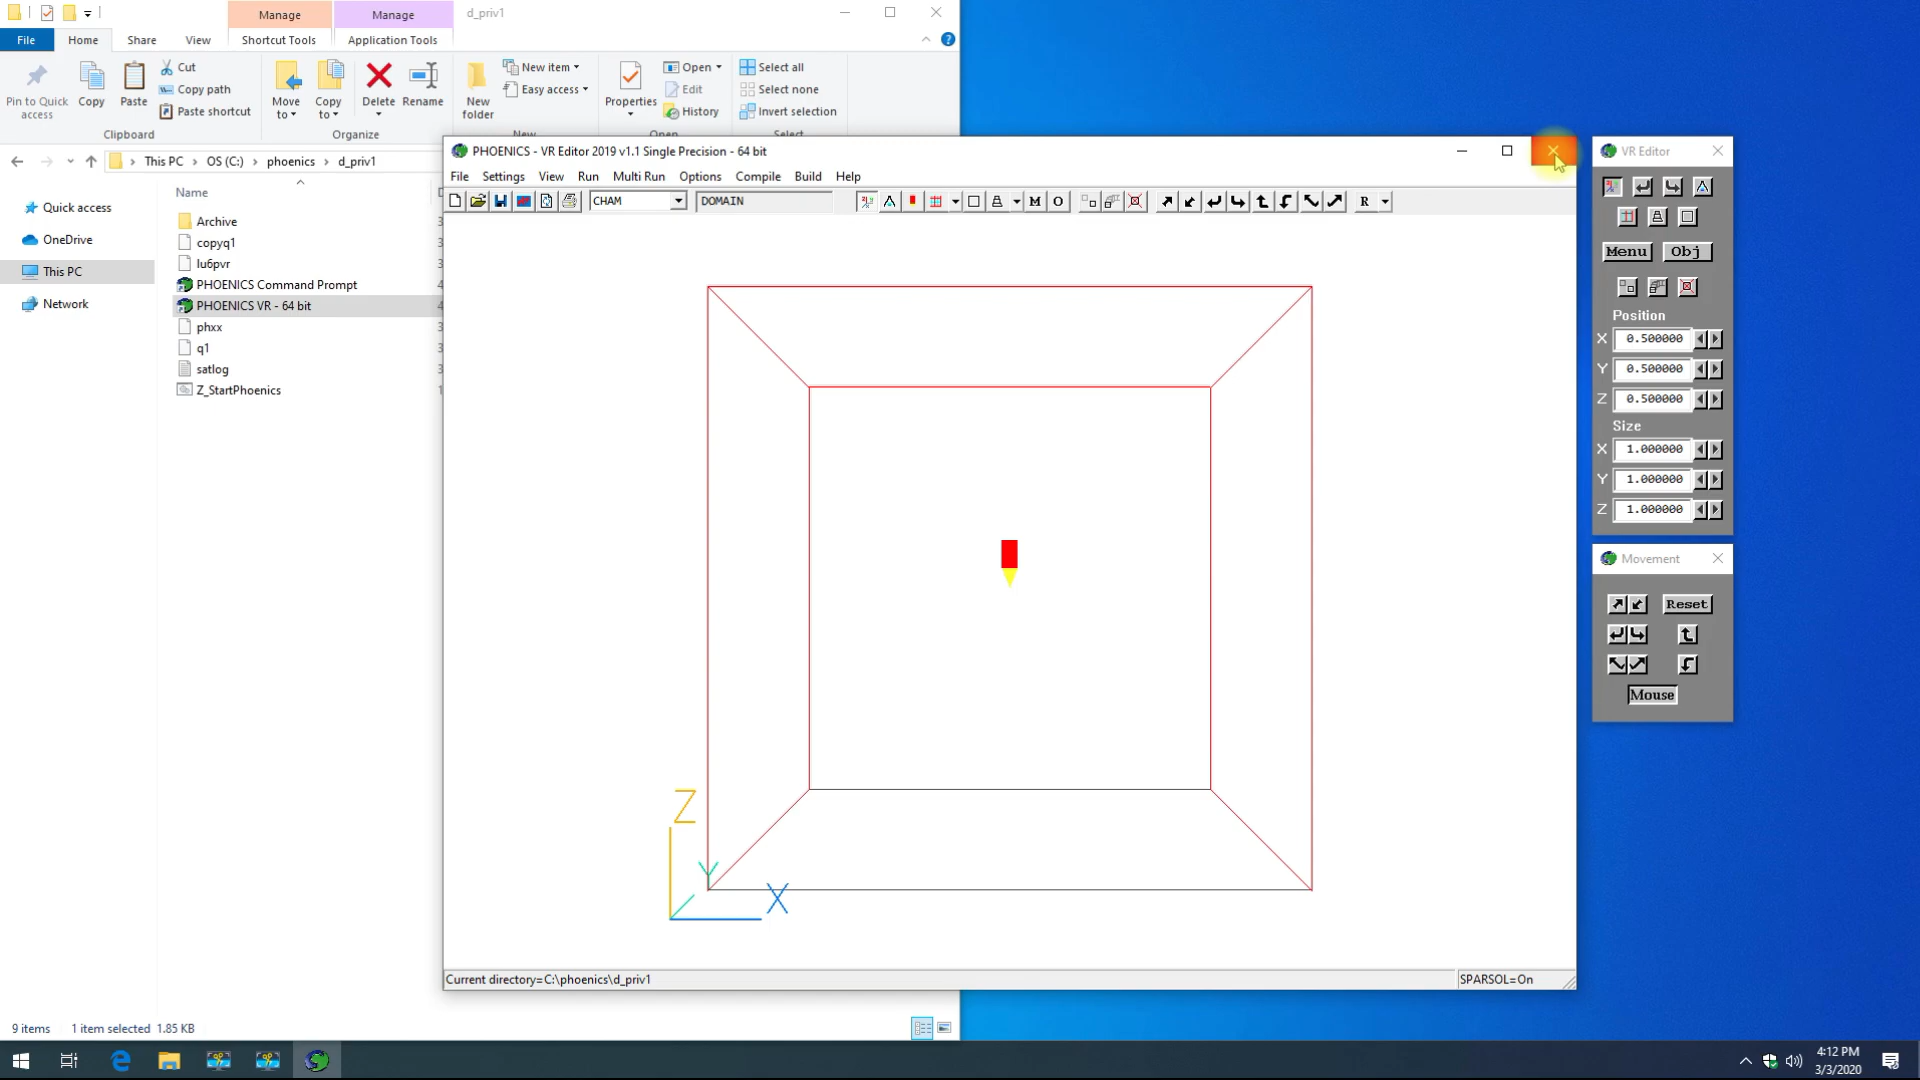 Manage
Manage
d_priv1
File
Home
Share
View
Shortcut Tools
Application Tools
Pin to Quick access
Copy
Paste
Cut
Copy path
Paste shortcut
Clipboard
Move to
Copy to
Delete
Rename
Organize
New folder
New item
Easy access
New
Properties
Open
Edit
History
Open
Select all
Select none
Invert selection
Select
This PC
OS (C:)
phoenics
d_priv1
Name
Quick access
OneDrive
This PC
Network
Archive
copyq1
lu6pvr
PHOENICS Command Prompt
PHOENICS VR - 64 bit
phxx
q1
satlog
Z_StartPhoenics
9 items
1 item selected 1.85 KB
PHOENICS - VR Editor 2019 v1.1 Single Precision - 64 bit
File Settings View Run Multi Run Options Compile Build Help
CHAM
DOMAIN
M
O
R
Z
Y
X
Current directory=C:\phoenics\d_priv1
SPARSOL=On
VR Editor
Menu
Obj
Position
X 0.500000
Y 0.500000
Z 0.500000
Size
X 1.000000
Y 1.000000
Z 1.000000
Movement
Reset
Mouse
4:12 PM
3/3/2020